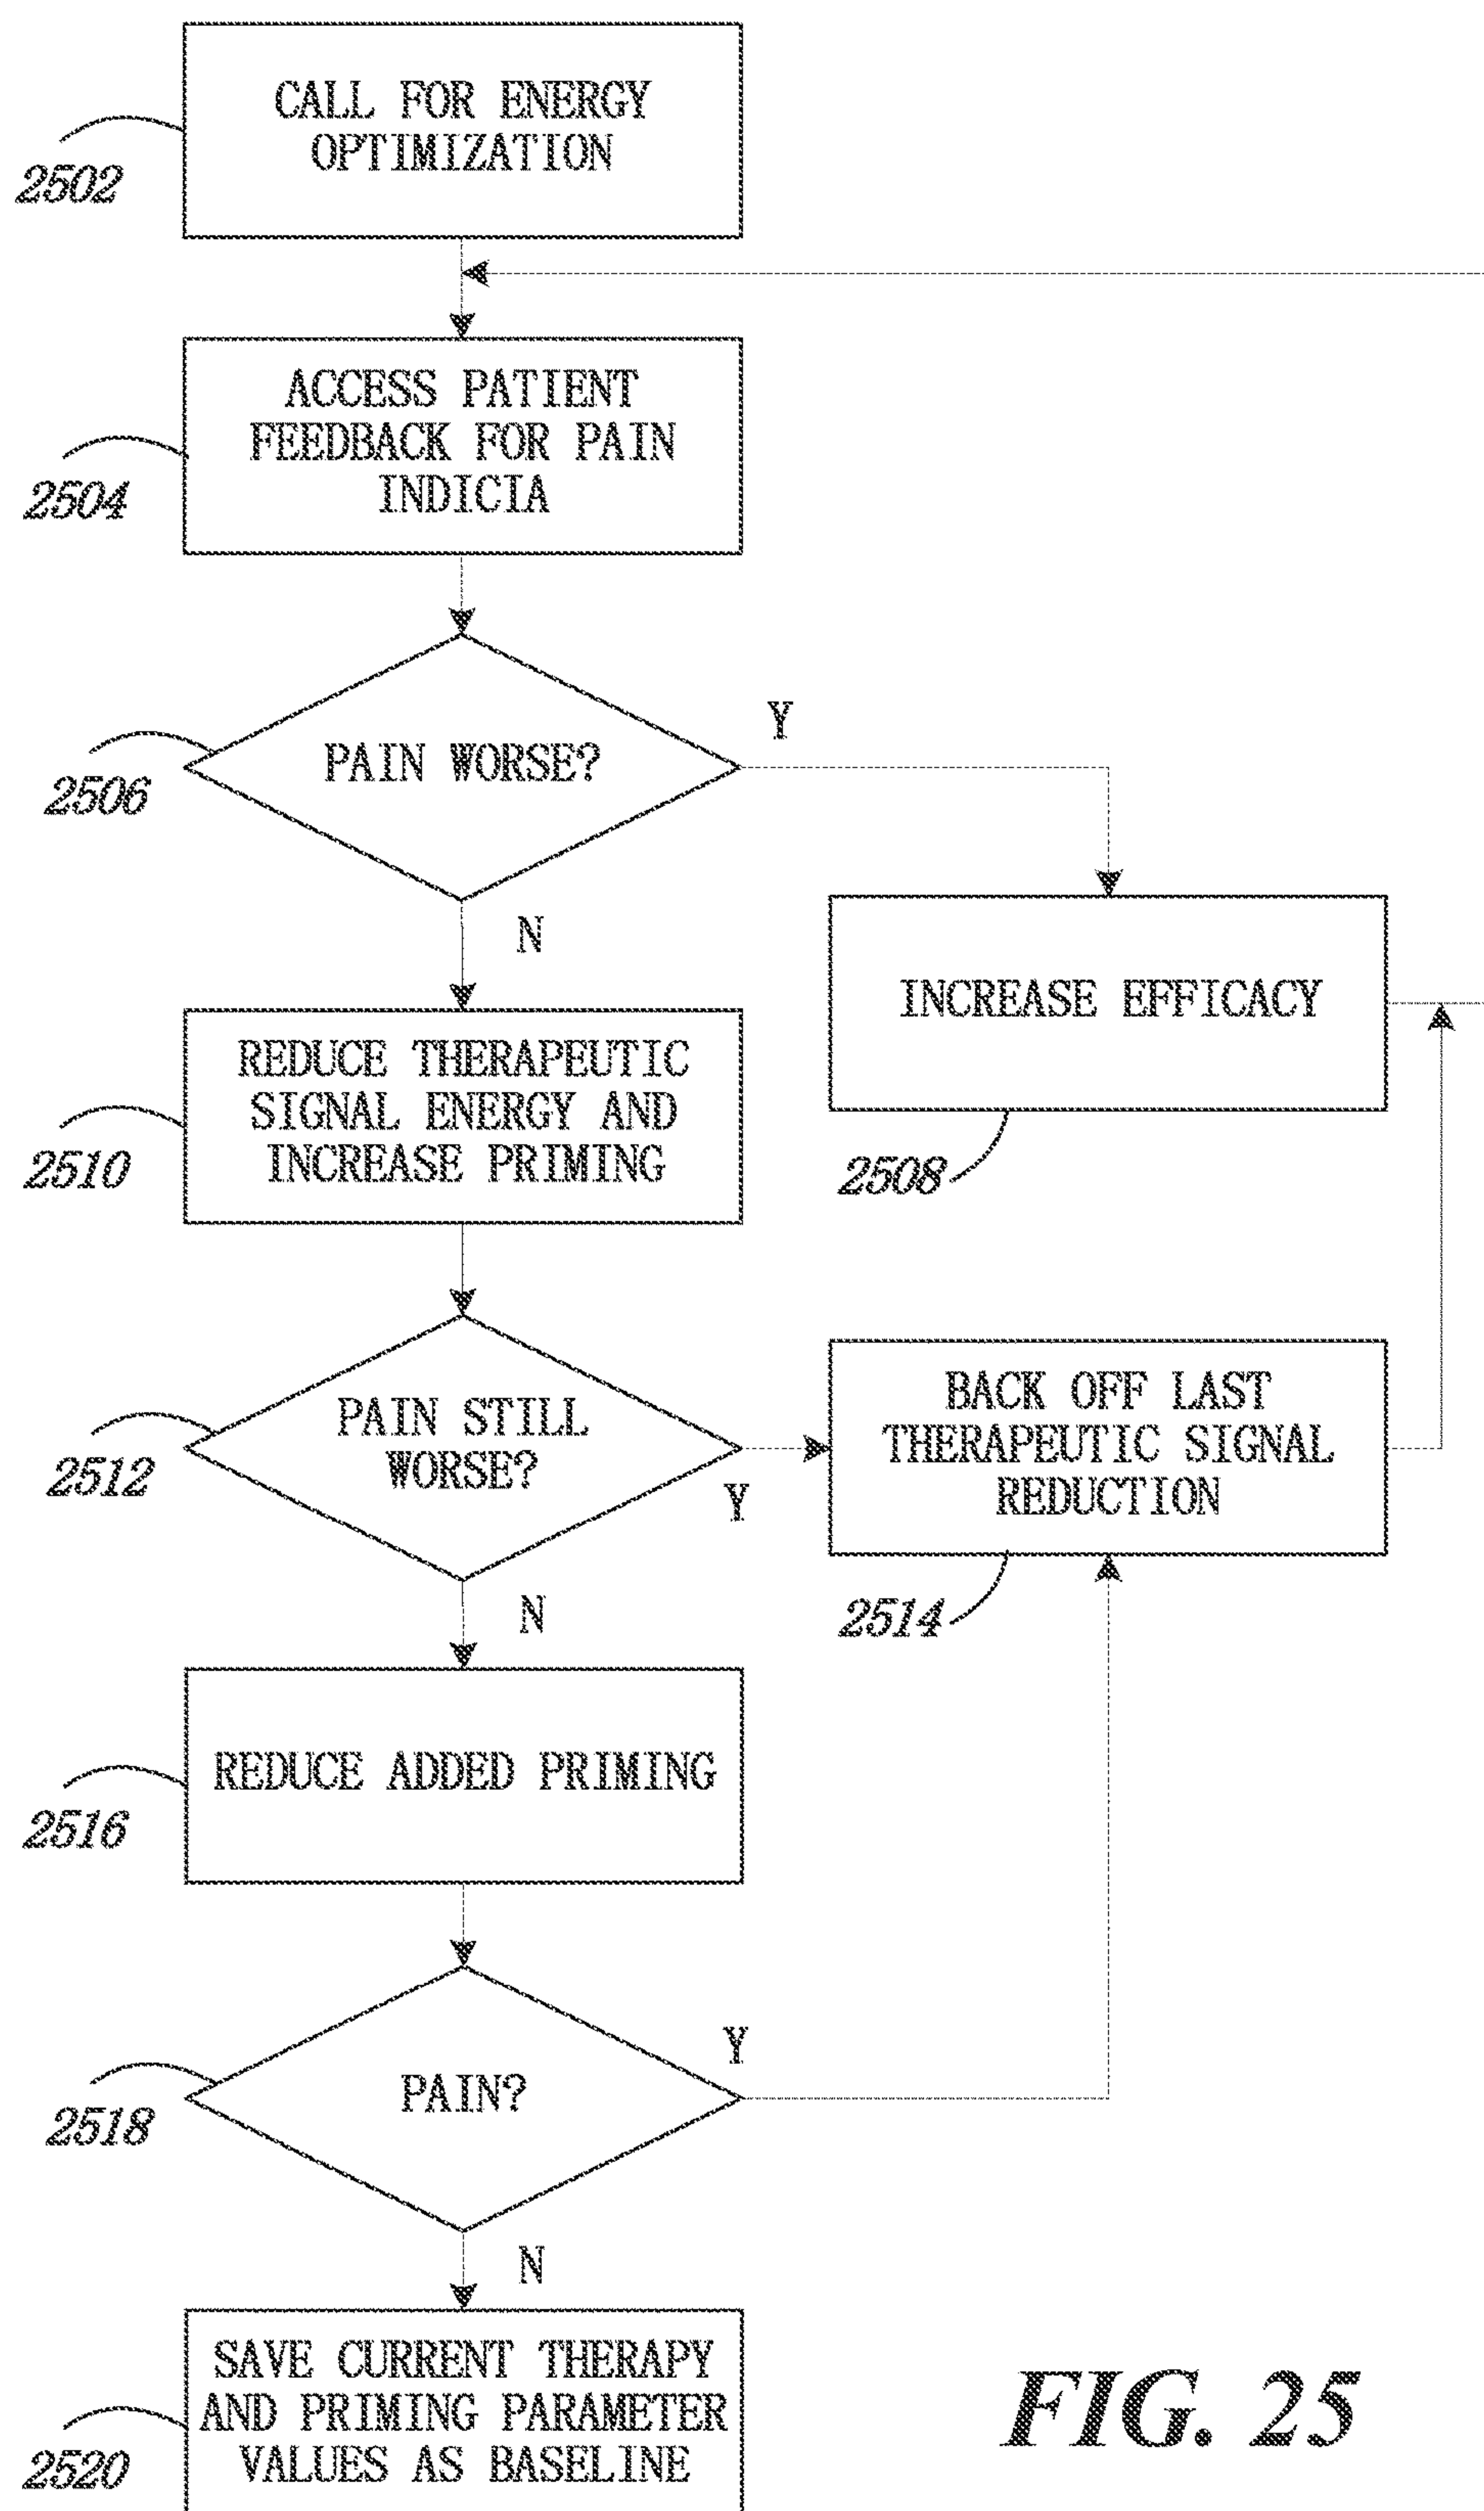 CALL FOR ENERGY
OPTIMIZATION
2502
ACCESS PATIENT
FEEDBACK FOR PAIN
INDICIA
2504
PAIN WORSE?
Y
2506
N
INCREASE EFFICACY
2508
REDUCE THERAPEUTIC
SIGNAL ENERGY AND
INCREASE PRIMING
2510
PAIN STILL
WORSE?
Y
2512
N
BACK OFF LAST
THERAPEUTIC SIGNAL
REDUCTION
2514
REDUCE ADDED PRIMING
2516
PAIN?
Y
2518
N
SAVE CURRENT THERAPY
AND PRIMING PARAMETER
VALUES AS BASELINE
2520
FIG. 25